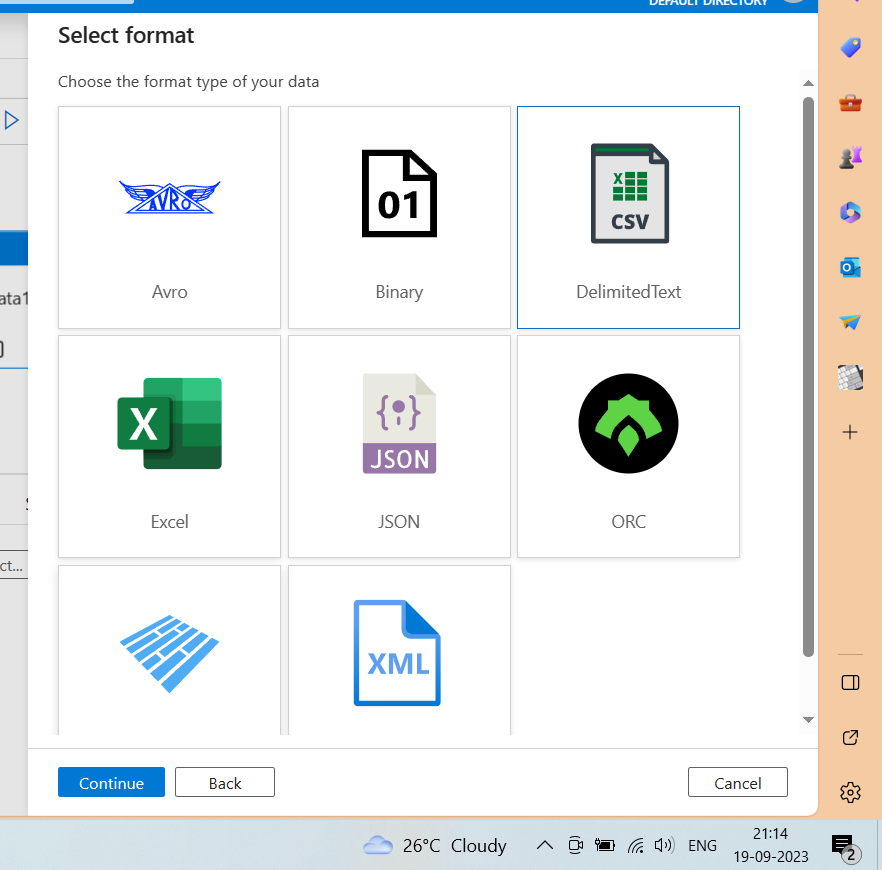 DEFAULT DIRECTORY
Select format
Choose the format type of your data
AVRO
01
X
CSV
Avro
Binary
DelimitedText
ata1
X
{ }
JSON
Excel
JSON
ORC
ct...
XML
Continue
Back
Cancel
26°C Cloudy
ENG
21:14
19-09-2023
2